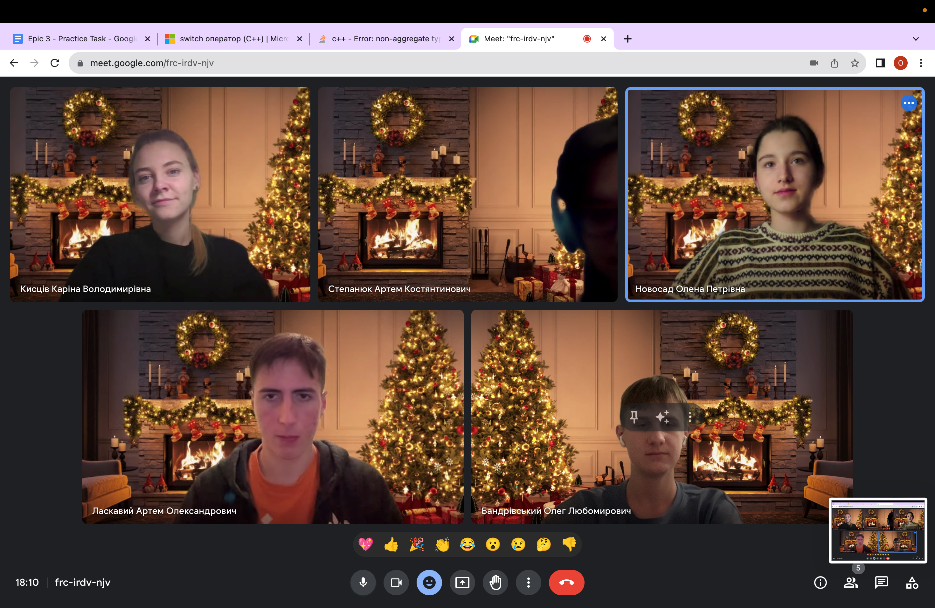 Epic 3 - Practice Task - Googl
switch оператор (C++) | Micr
c++ - Error: non-aggregate typ
Meet: "frc-irdv-njv"
meet.google.com/frc-irdv-njv
O
Кисців Каріна Володимирівна
Степанюк Артем Костянтинович
Новосад Олена Петрівна
Ласкавий Артем Олександрович
Бандрівський Олег Любомирович
18:10
frc-irdv-njv
5